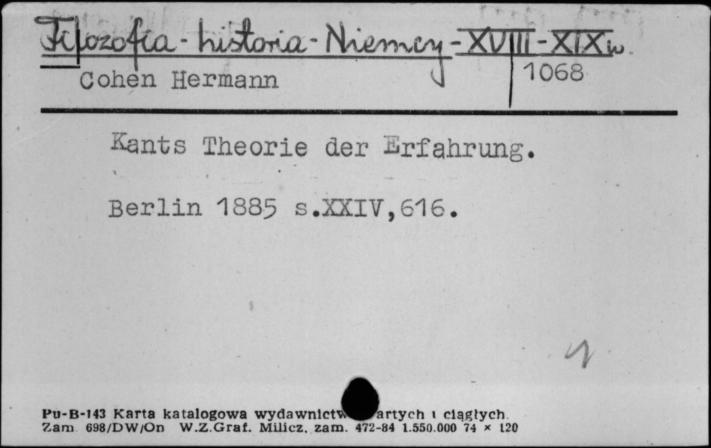 Filozofia - historia - Niemcy - XVIII - XIX w.
Cohen Hermann 1068
Kants Theorie der Erfahrung.
Berlin 1885 s.XXIV,616.
Pu-B-143 Karta katalogowa wydawnictw artych i ciągłych.
Zam. 698/DW/On W.Z.Graf. Milicz, zam. 472-84 1.550.000 74 × 120